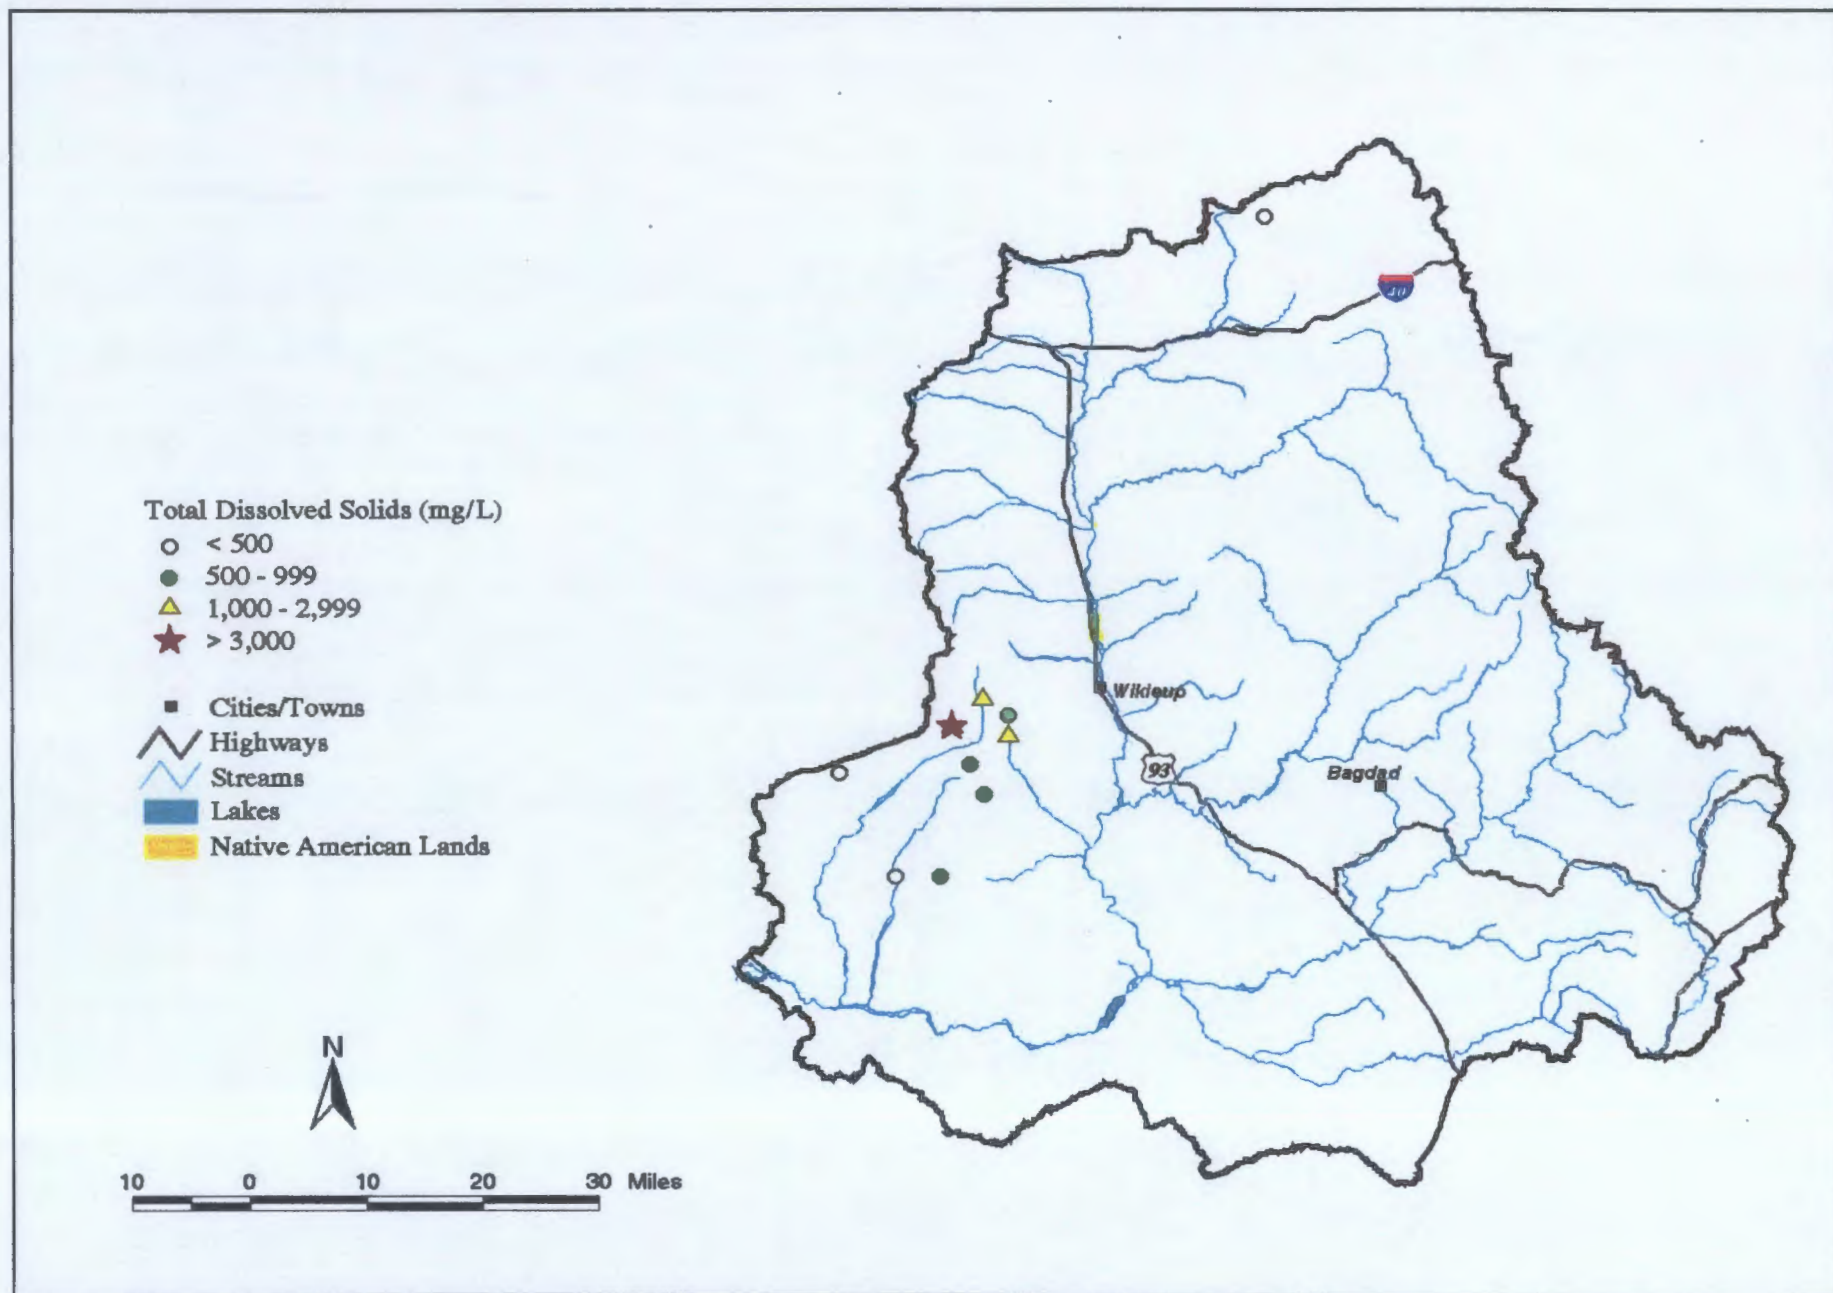 40
Total Dissolved Solids (mg/L)
< 500
500 - 999
1,000 - 2,999
> 3,000
Wikieup
Cities/Towns
Highways
93
Bagdad
Streams
Lakes
Native American Lands
N
10 0 10 20 30 Miles